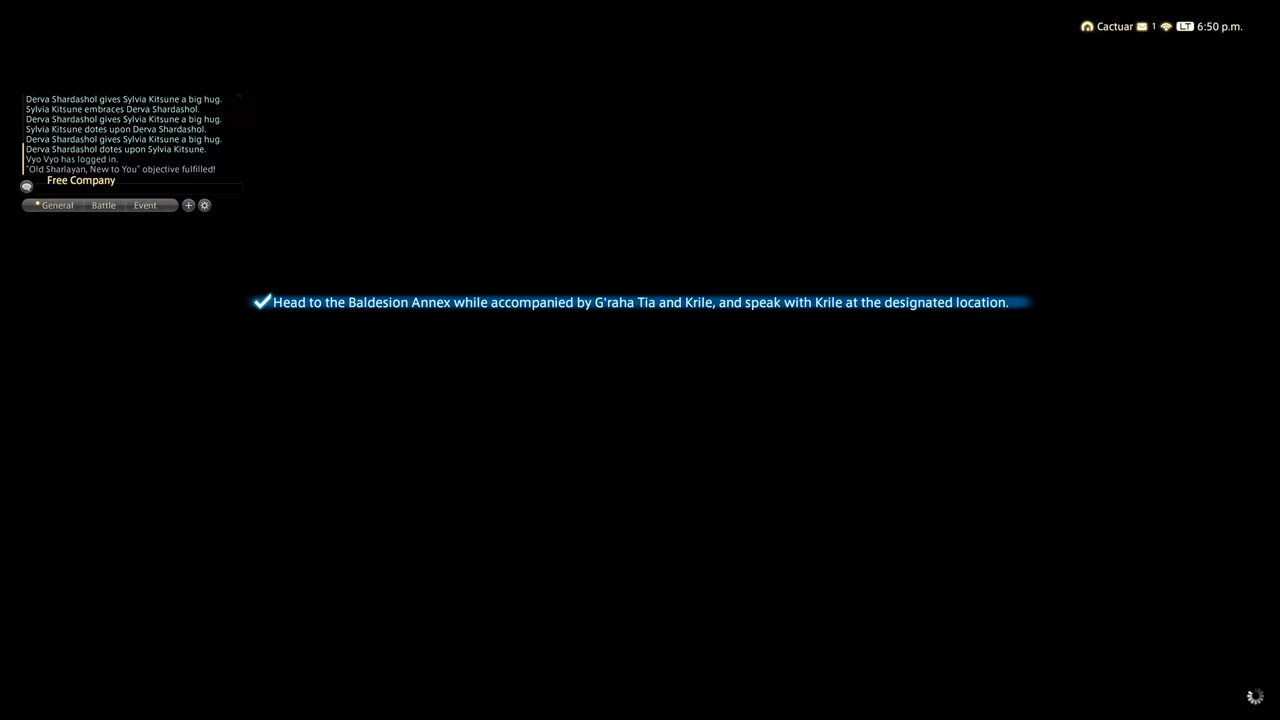 Cactuar 1 LT 6:50 p.m.
Derva Shardashol gives Sylvia Kitsune a big hug.
Sylvia Kitsune embraces Derva Shardashol.
Derva Shardashol gives Sylvia Kitsune a big hug.
Sylvia Kitsune dotes upon Derva Shardashol.
Derva Shardashol gives Sylvia Kitsune a big hug.
Derva Shardashol dotes upon Sylvia Kitsune.
Vyo Vyo has logged in.
"Old Sharlayan, New to You" objective fulfilled!
Free Company
General Battle Event
Head to the Baldesion Annex while accompanied by G'raha Tia and Krile, and speak with Krile at the designated location.